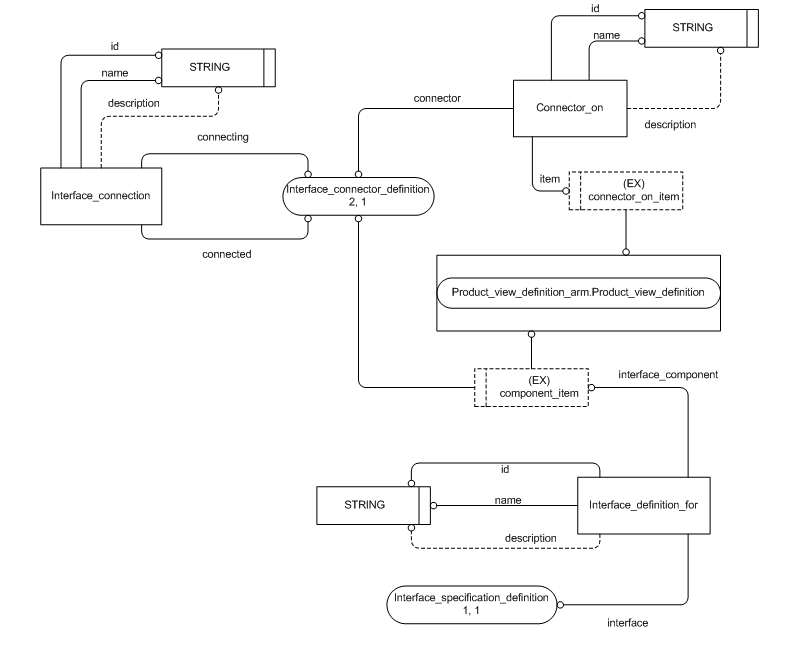 id
STRING
name
id
STRING
name
description
connector
Connector_on
description
connecting
item
(EX)
connector_on_item
Interface_connection
Interface_connector_definition
2, 1
connected
Product_view_definition_arm.Product_view_definition
interface_component
(EX)
component_item
id
STRING
name
Interface_definition_for
description
Interface_specification_definition
1, 1
interface